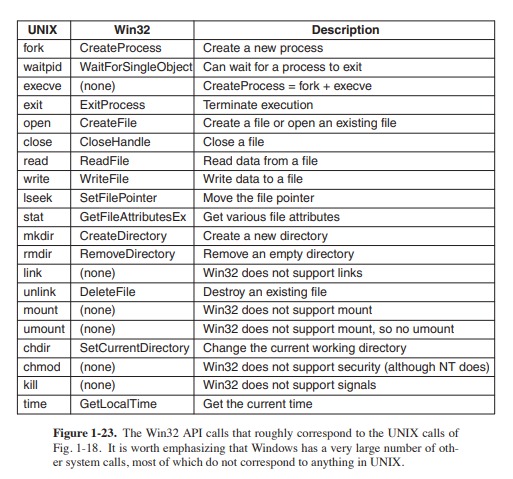 UNIX Win32 Description
fork CreateProcess Create a new process
waitpid WaitForSingleObject Can wait for a process to exit
execve (none) CreateProcess = fork + execve
exit ExitProcess Terminate execution
open CreateFile Create a file or open an existing file
close CloseHandle Close a file
read ReadFile Read data from a file
write WriteFile Write data to a file
lseek SetFilePointer Move the file pointer
stat GetFileAttributesEx Get various file attributes
mkdir CreateDirectory Create a new directory
rmdir RemoveDirectory Remove an empty directory
link (none) Win32 does not support links
unlink DeleteFile Destroy an existing file
mount (none) Win32 does not support mount
umount (none) Win32 does not support mount, so no umount
chdir SetCurrentDirectory Change the current working directory
chmod (none) Win32 does not support security (although NT does)
kill (none) Win32 does not support signals
time GetLocalTime Get the current time
Figure 1-23. The Win32 API calls that roughly correspond to the UNIX calls of
Fig. 1-18. It is worth emphasizing that Windows has a very large number of oth-
er system calls, most of which do not correspond to anything in UNIX.